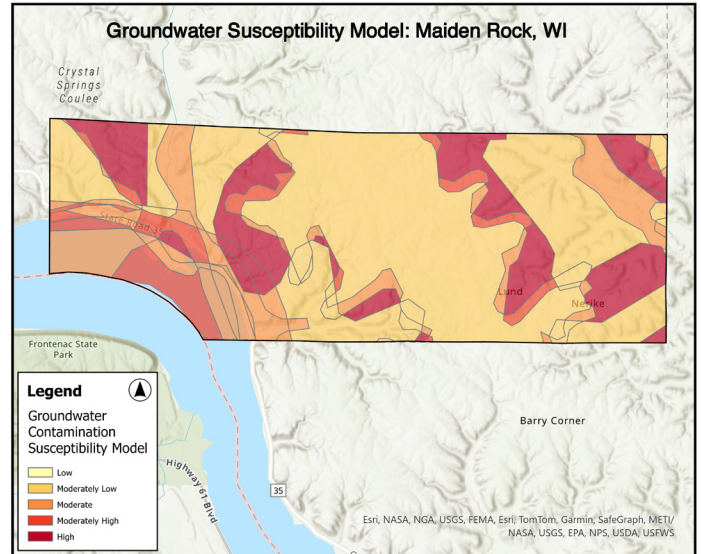 Groundwater Susceptibility Model: Maiden Rock, WI
Crystal
Springs
Coulee
State Road 35
Lund
Nerike
Frontenac State
Park
Legend
Groundwater
Contamination
Susceptibility Model
Low
Moderately Low
Moderate
Moderately High
High
Highway 61 Blvd
35
Barry Corner
Esri, NASA, NGA, USGS, FEMA, Esri, TomTom, Garmin, SafeGraph, METI/
NASA, USGS, EPA, NPS, USDA, USFWS